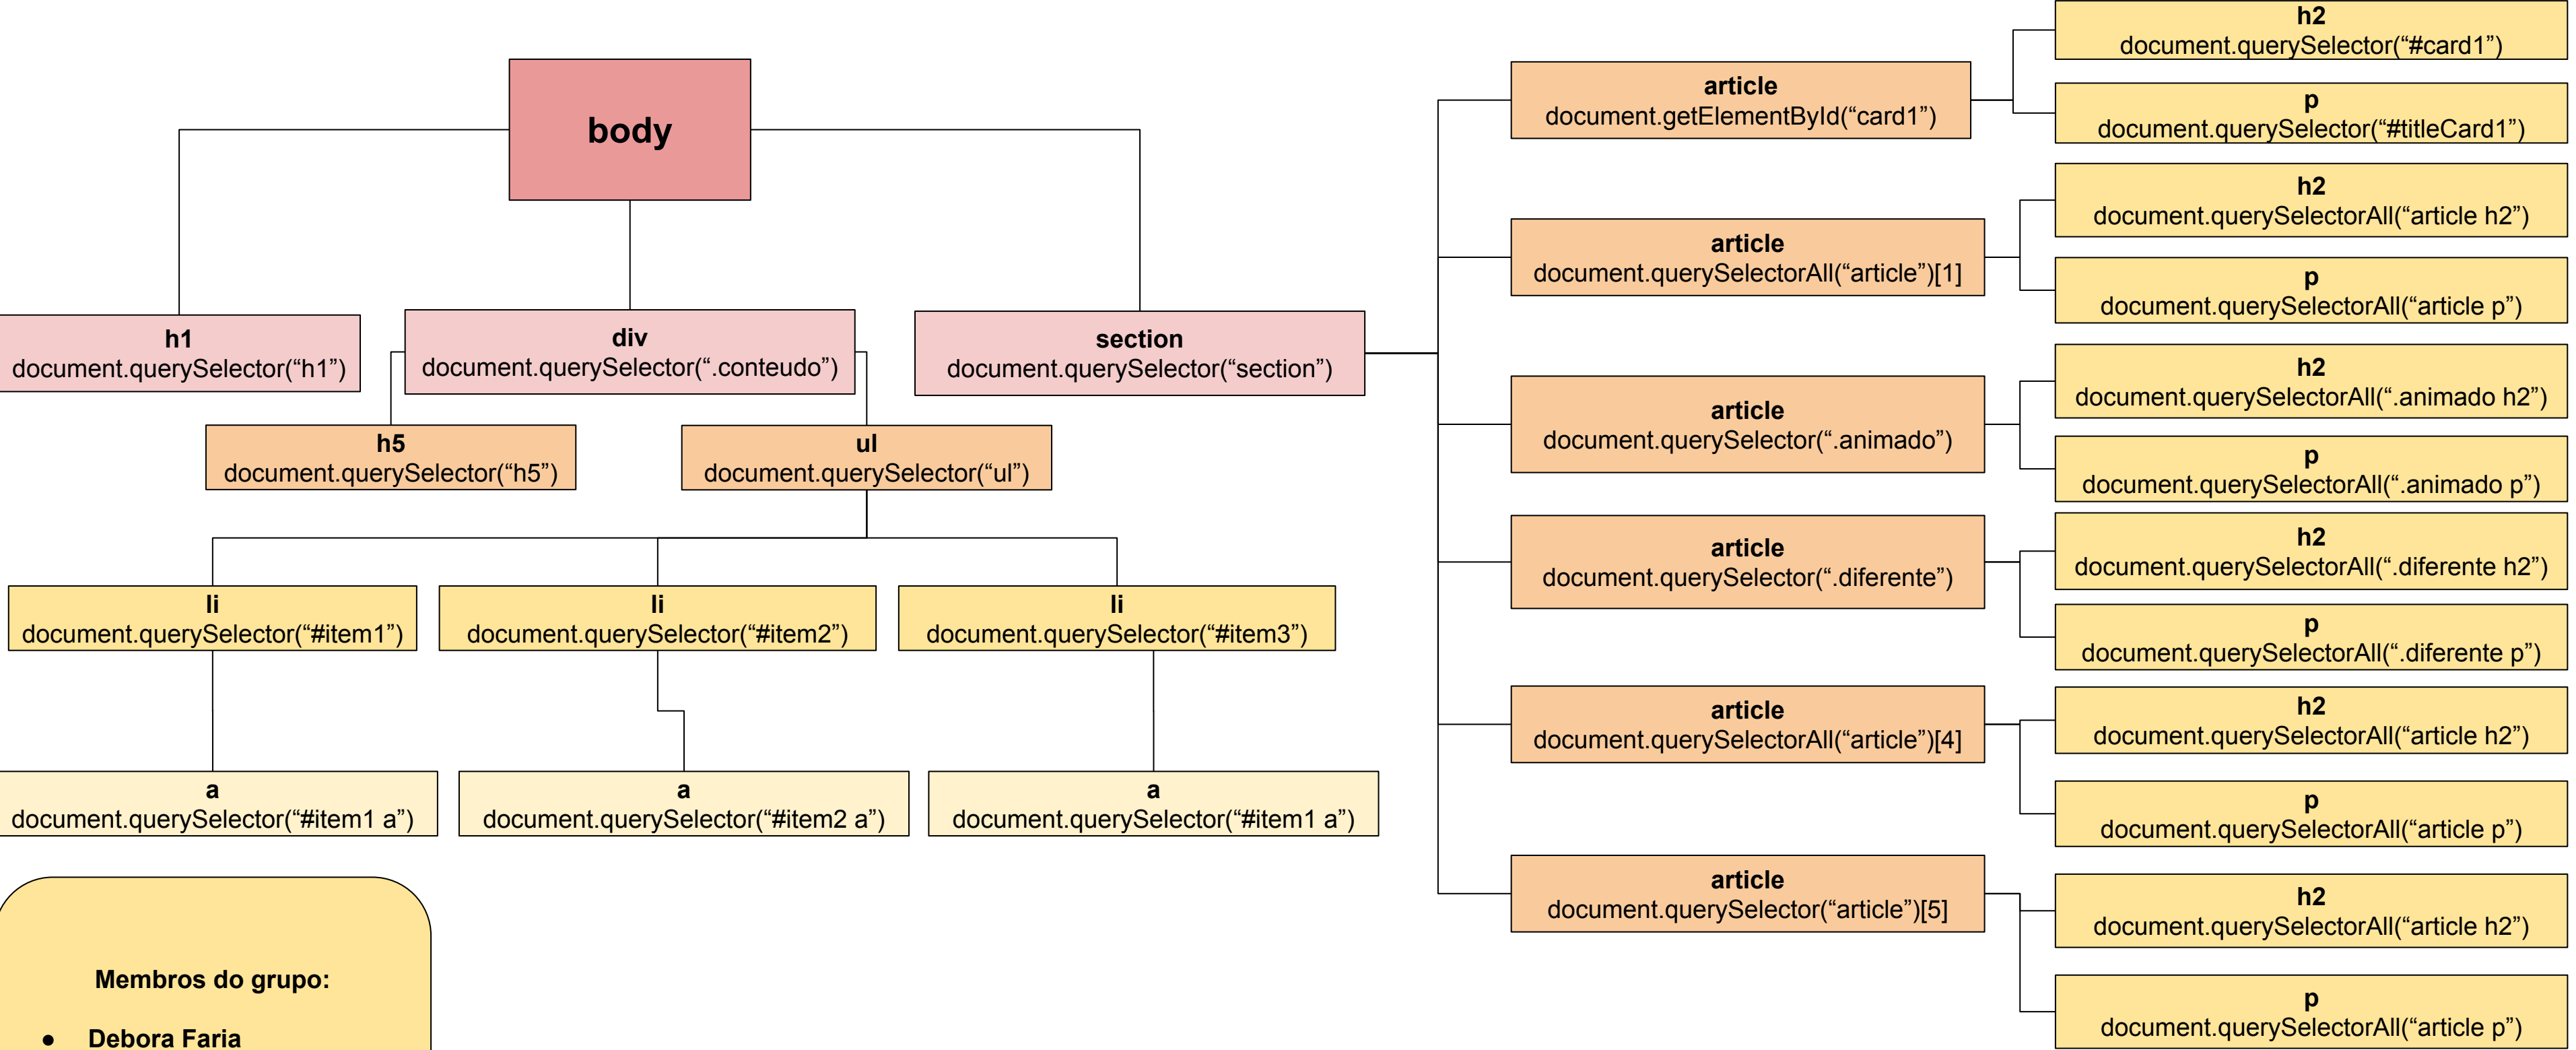 body
h1
document.querySelector(“h1”)
div
document.querySelector(“.conteudo”)
section
document.querySelector(“section”)
h5
document.querySelector(“h5”)
ul
document.querySelector(“ul”)
li
document.querySelector(“#item1”)
li
document.querySelector(“#item2”)
li
document.querySelector(“#item3”)
a
document.querySelector(“#item1 a”)
a
document.querySelector(“#item2 a”)
a
document.querySelector(“#item1 a”)
Membros do grupo:
● Debora Faria
article
document.getElementById(“card1”)
h2
document.querySelector(“#card1”)
p
document.querySelector(“#titleCard1”)
article
document.querySelectorAll(“article”)[1]
h2
document.querySelectorAll(“article h2”)
p
document.querySelectorAll(“article p”)
article
document.querySelector(“.animado”)
h2
document.querySelectorAll(“.animado h2”)
p
document.querySelectorAll(“.animado p”)
article
document.querySelector(“.diferente”)
h2
document.querySelectorAll(“.diferente h2”)
p
document.querySelectorAll(“.diferente p”)
article
document.querySelectorAll(“article”)[4]
h2
document.querySelectorAll(“article h2”)
p
document.querySelectorAll(“article p”)
article
document.querySelector(“article”)[5]
h2
document.querySelectorAll(“article h2”)
p
document.querySelectorAll(“article p”)